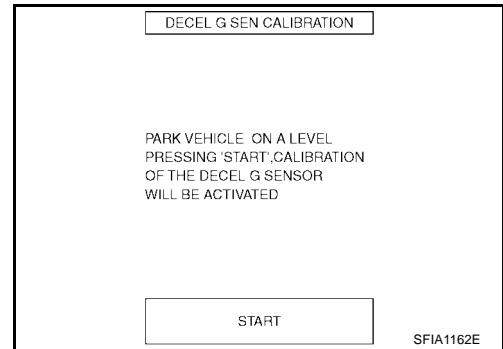 DECEL G SEN CALIBRATION
PARK VEHICLE ON A LEVEL
PRESSING 'START',CALIBRATION
OF THE DECEL G SENSOR
WILL BE ACTIVATED
START
SFIA1162E